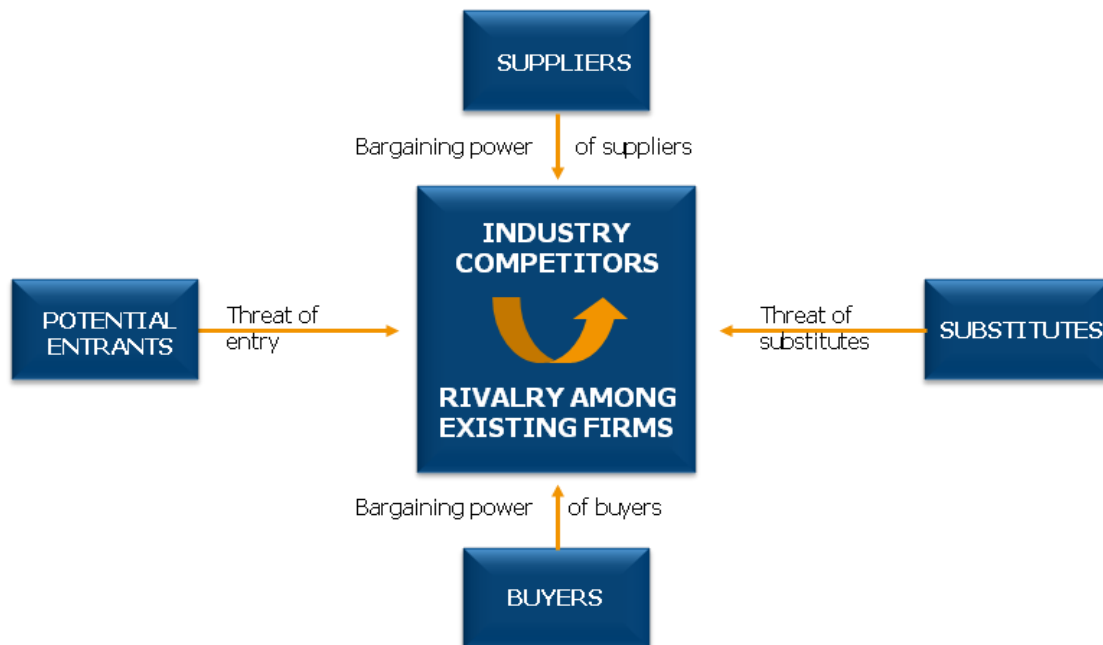 SUPPLIERS
Bargaining power of suppliers
INDUSTRY
COMPETITORS
POTENTIAL
ENTRANTS
Threat of
entry
Threat of
substitutes
SUBSTITUTES
RIVALRY AMONG
EXISTING FIRMS
Bargaining power of buyers
BUYERS